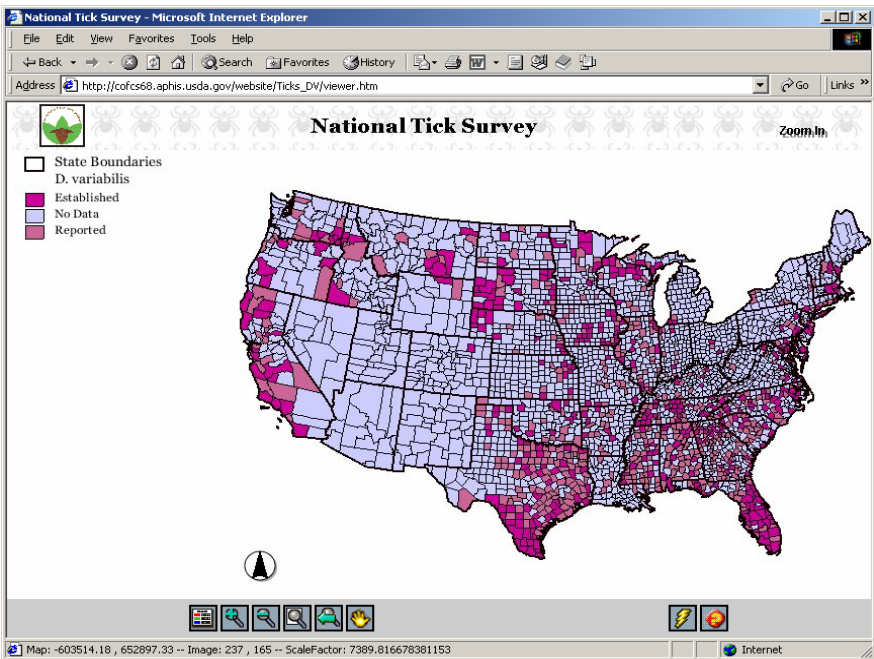 National Tick Survey - Microsoft Internet Explorer
File Edit View Favorites Tools Help
Back Search Favorites History
Address http://cofcs68.aphis.usda.gov/website/Ticks_DV/viewer.htm Go Links »
National Tick Survey
Zoom In
State Boundaries
D. variabilis
Established
No Data
Reported
Map: -603514.18 , 652897.33 -- Image: 237 , 165 -- ScaleFactor: 7389.816678381153 Internet